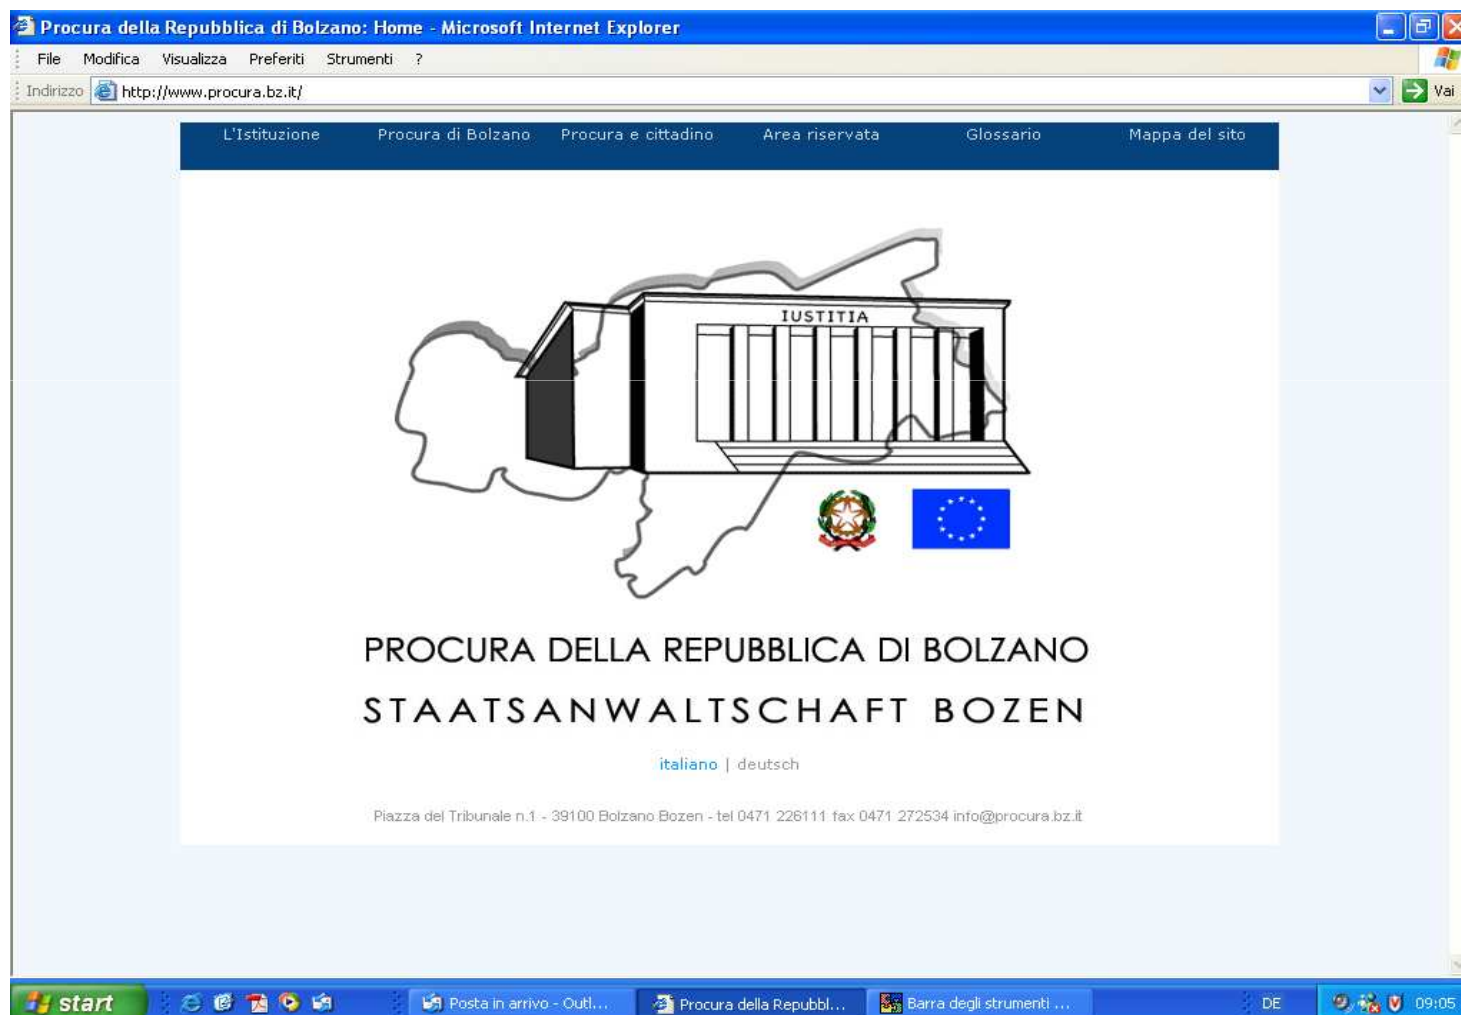 Procura della Repubblica di Bolzano: Home - Microsoft Internet Explorer
File Modifica Visualizza Preferiti Strumenti ?
Indirizzo http://www.procura.bz.it/ Vai
L'Istituzione Procura di Bolzano Procura e cittadino Area riservata Glossario Mappa del sito
IUSTITIA
PROCURA DELLA REPUBBLICA DI BOLZANO
STAATSANWALTSCHAFT BOZEN
italiano | deutsch
Piazza del Tribunale n.1 - 39100 Bolzano Bozen - tel 0471 226111 fax 0471 272534 info@procura.bz.it
start Posta in arrivo - Outl... Procura della Repubbl... Barra degli strumenti ... DE 09:05